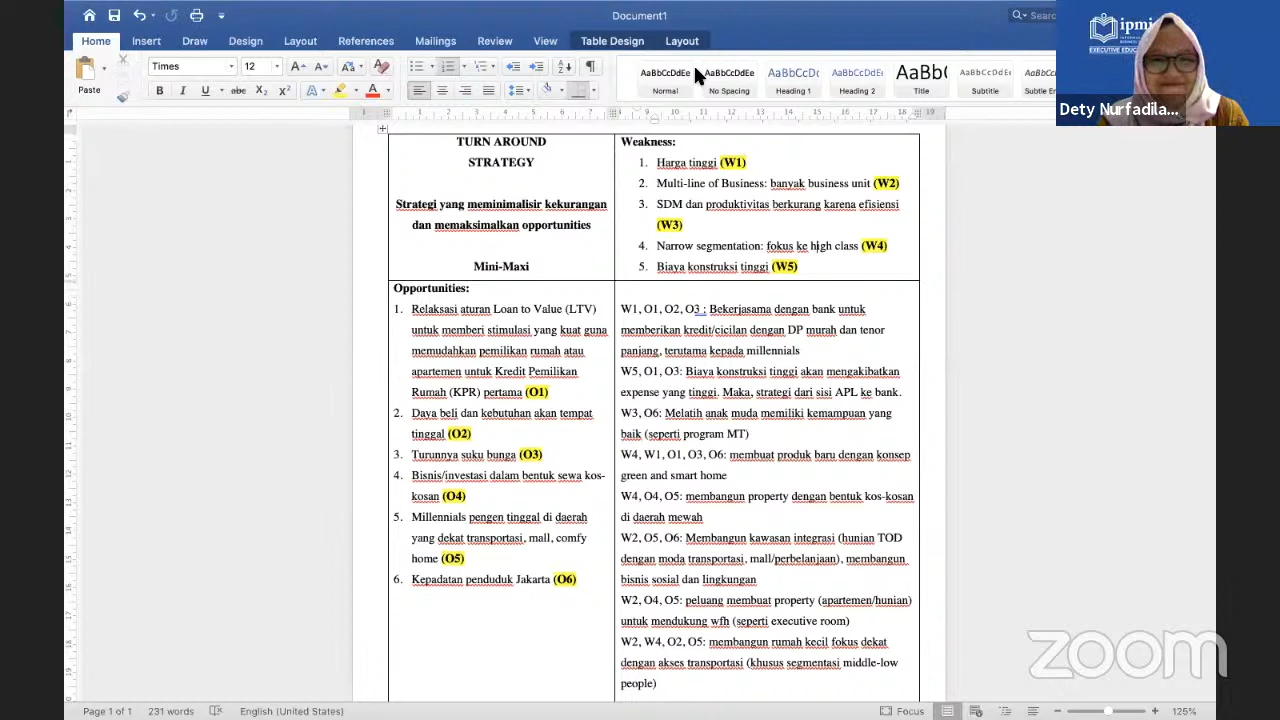 Document1
Searc
Home Insert Draw Design Layout References Mailings Review View Table Design Layout
Paste
Times 12
AaBbCcDdEe AaBbCcDdEe AaBbCcDc AaBbCcDdEe AaBbC AaBbCcDdEe
Normal No Spacing Heading 1 Heading 2 Title Subtitle Subtle Em
ipmi
EXECUTIVE EDUC
Dety Nurfadila...
TURN AROUND
STRATEGY
Strategi yang meminimalisir kekurangan
dan memaksimalkan opportunities
Mini-Maxi
Weakness:
1. Harga tinggi (W1)
2. Multi-line of Business: banyak business unit (W2)
3. SDM dan produktivitas berkurang karena efisiensi
(W3)
4. Narrow segmentation: fokus ke high class (W4)
5. Biaya konstruksi tinggi (W5)
Opportunities:
1. Relaksasi aturan Loan to Value (LTV)
untuk memberi stimulasi yang kuat guna
memudahkan pemilikan rumah atau
apartemen untuk Kredit Pemilikan
Rumah (KPR) pertama (O1)
2. Daya beli dan kebutuhan akan tempat
tinggal (O2)
3. Turunnya suku bunga (O3)
4. Bisnis/investasi dalam bentuk sewa kos-
kosan (O4)
5. Millennials pengen tinggal di daerah
yang dekat transportasi, mall, comfy
home (O5)
6. Kepadatan penduduk Jakarta (O6)
W1, O1, O2, O3 : Bekerjasama dengan bank untuk
memberikan kredit/cicilan dengan DP murah dan tenor
panjang, terutama kepada millennials
W5, O1, O3: Biaya konstruksi tinggi akan mengakibatkan
expense yang tinggi. Maka, strategi dari sisi APL ke bank.
W3, O6: Melatih anak muda memiliki kemampuan yang
baik (seperti program MT)
W4, W1, O1, O3, O6: membuat produk baru dengan konsep
green and smart home
W4, O4, O5: membangun property dengan bentuk kos-kosan
di daerah mewah
W2, O5, O6: Membangun kawasan integrasi (hunian TOD
dengan moda transportasi, mall/perbelanjaan), membangun
bisnis sosial dan lingkungan
W2, O4, O5: peluang membuat property (apartemen/hunian)
untuk mendukung wfh (seperti executive room)
W2, W4, O2, O5: membangun rumah kecil fokus dekat
dengan akses transportasi (khusus segmentasi middle-low
people)
zoom
Page 1 of 1 231 words English (United States) Focus 125%